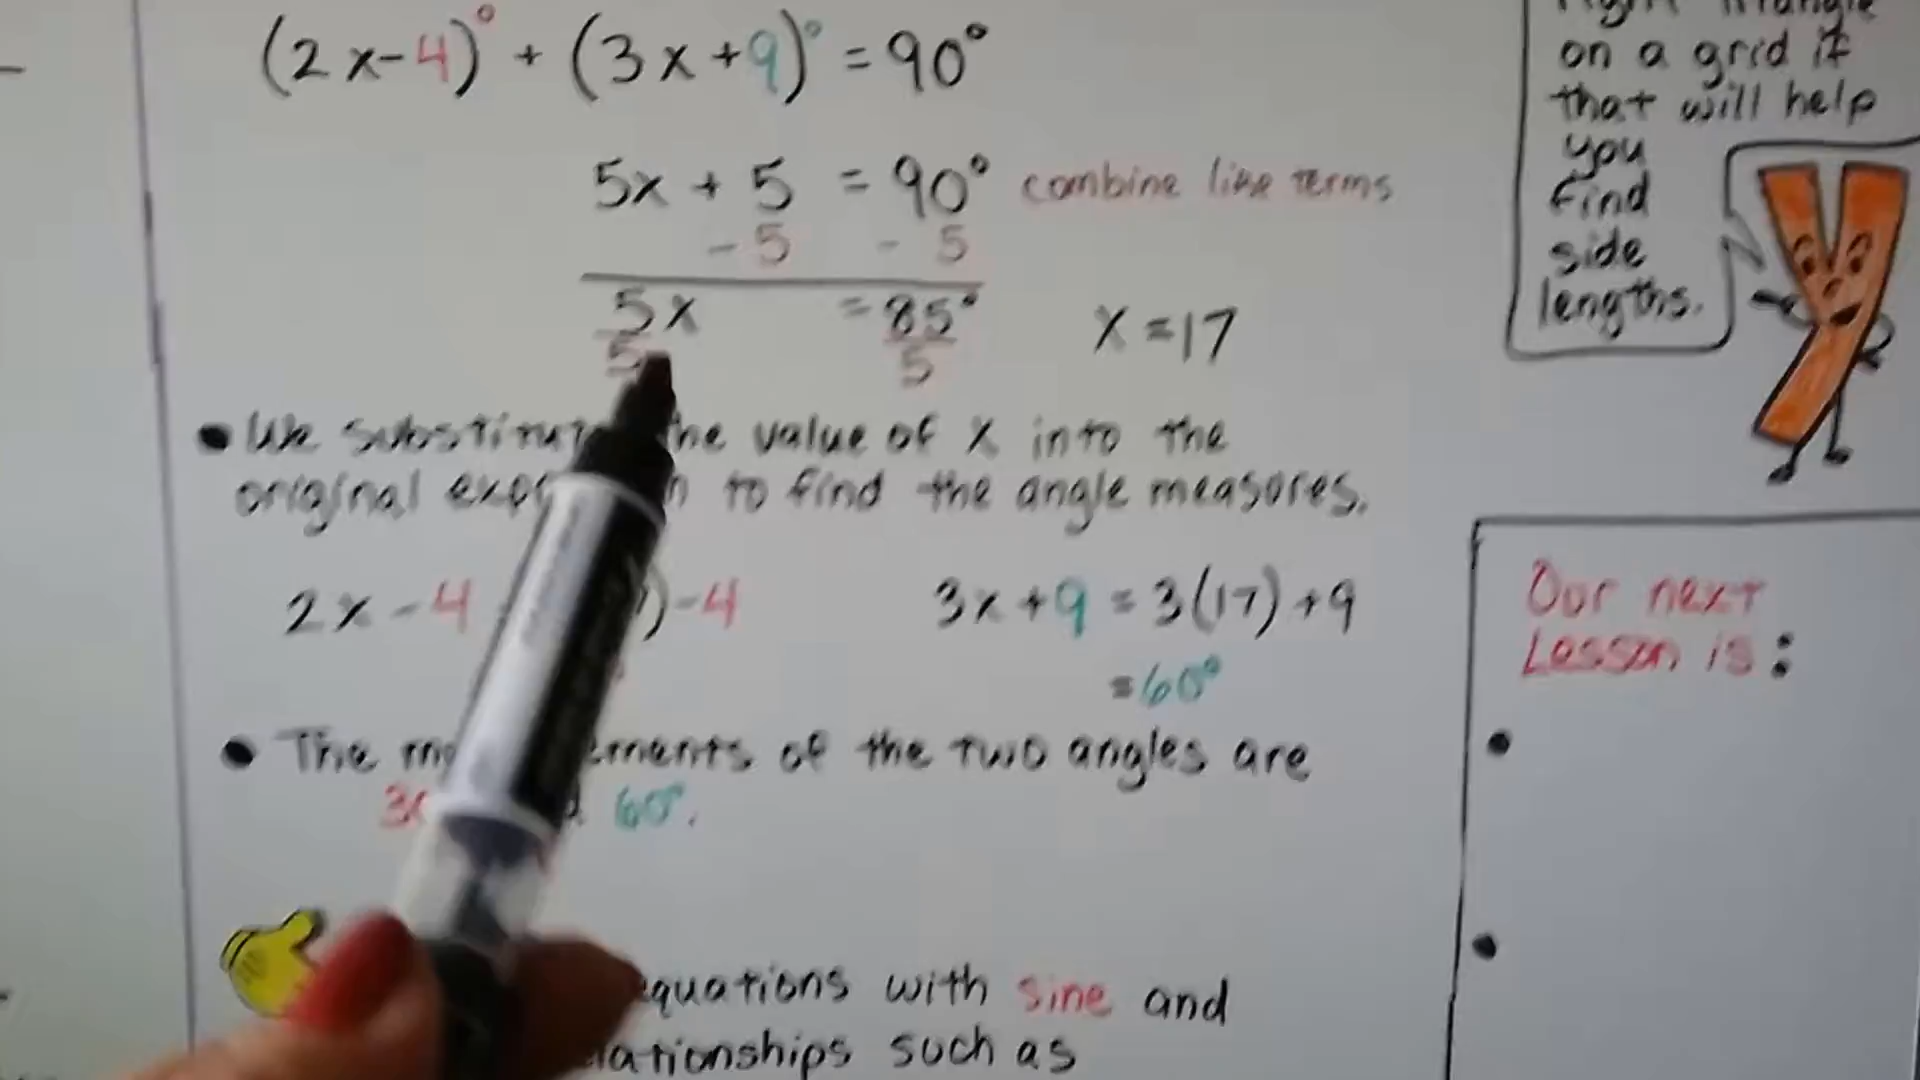 (2x-4)° + (3x+9)° = 90°
5x + 5 = 90° combine like terms
-5 - 5
5x = 85° x = 17
5 5
• We substitute the value of x into the
original to find the angle measures.
2x - 4 ) - 4 3x + 9 = 3(17) + 9
= 60°
• The of the two angles are
60°.
equations with sine and
such as
on a grid if
that will help
you
find
side
lengths.
Our next
Lesson is:
•
•